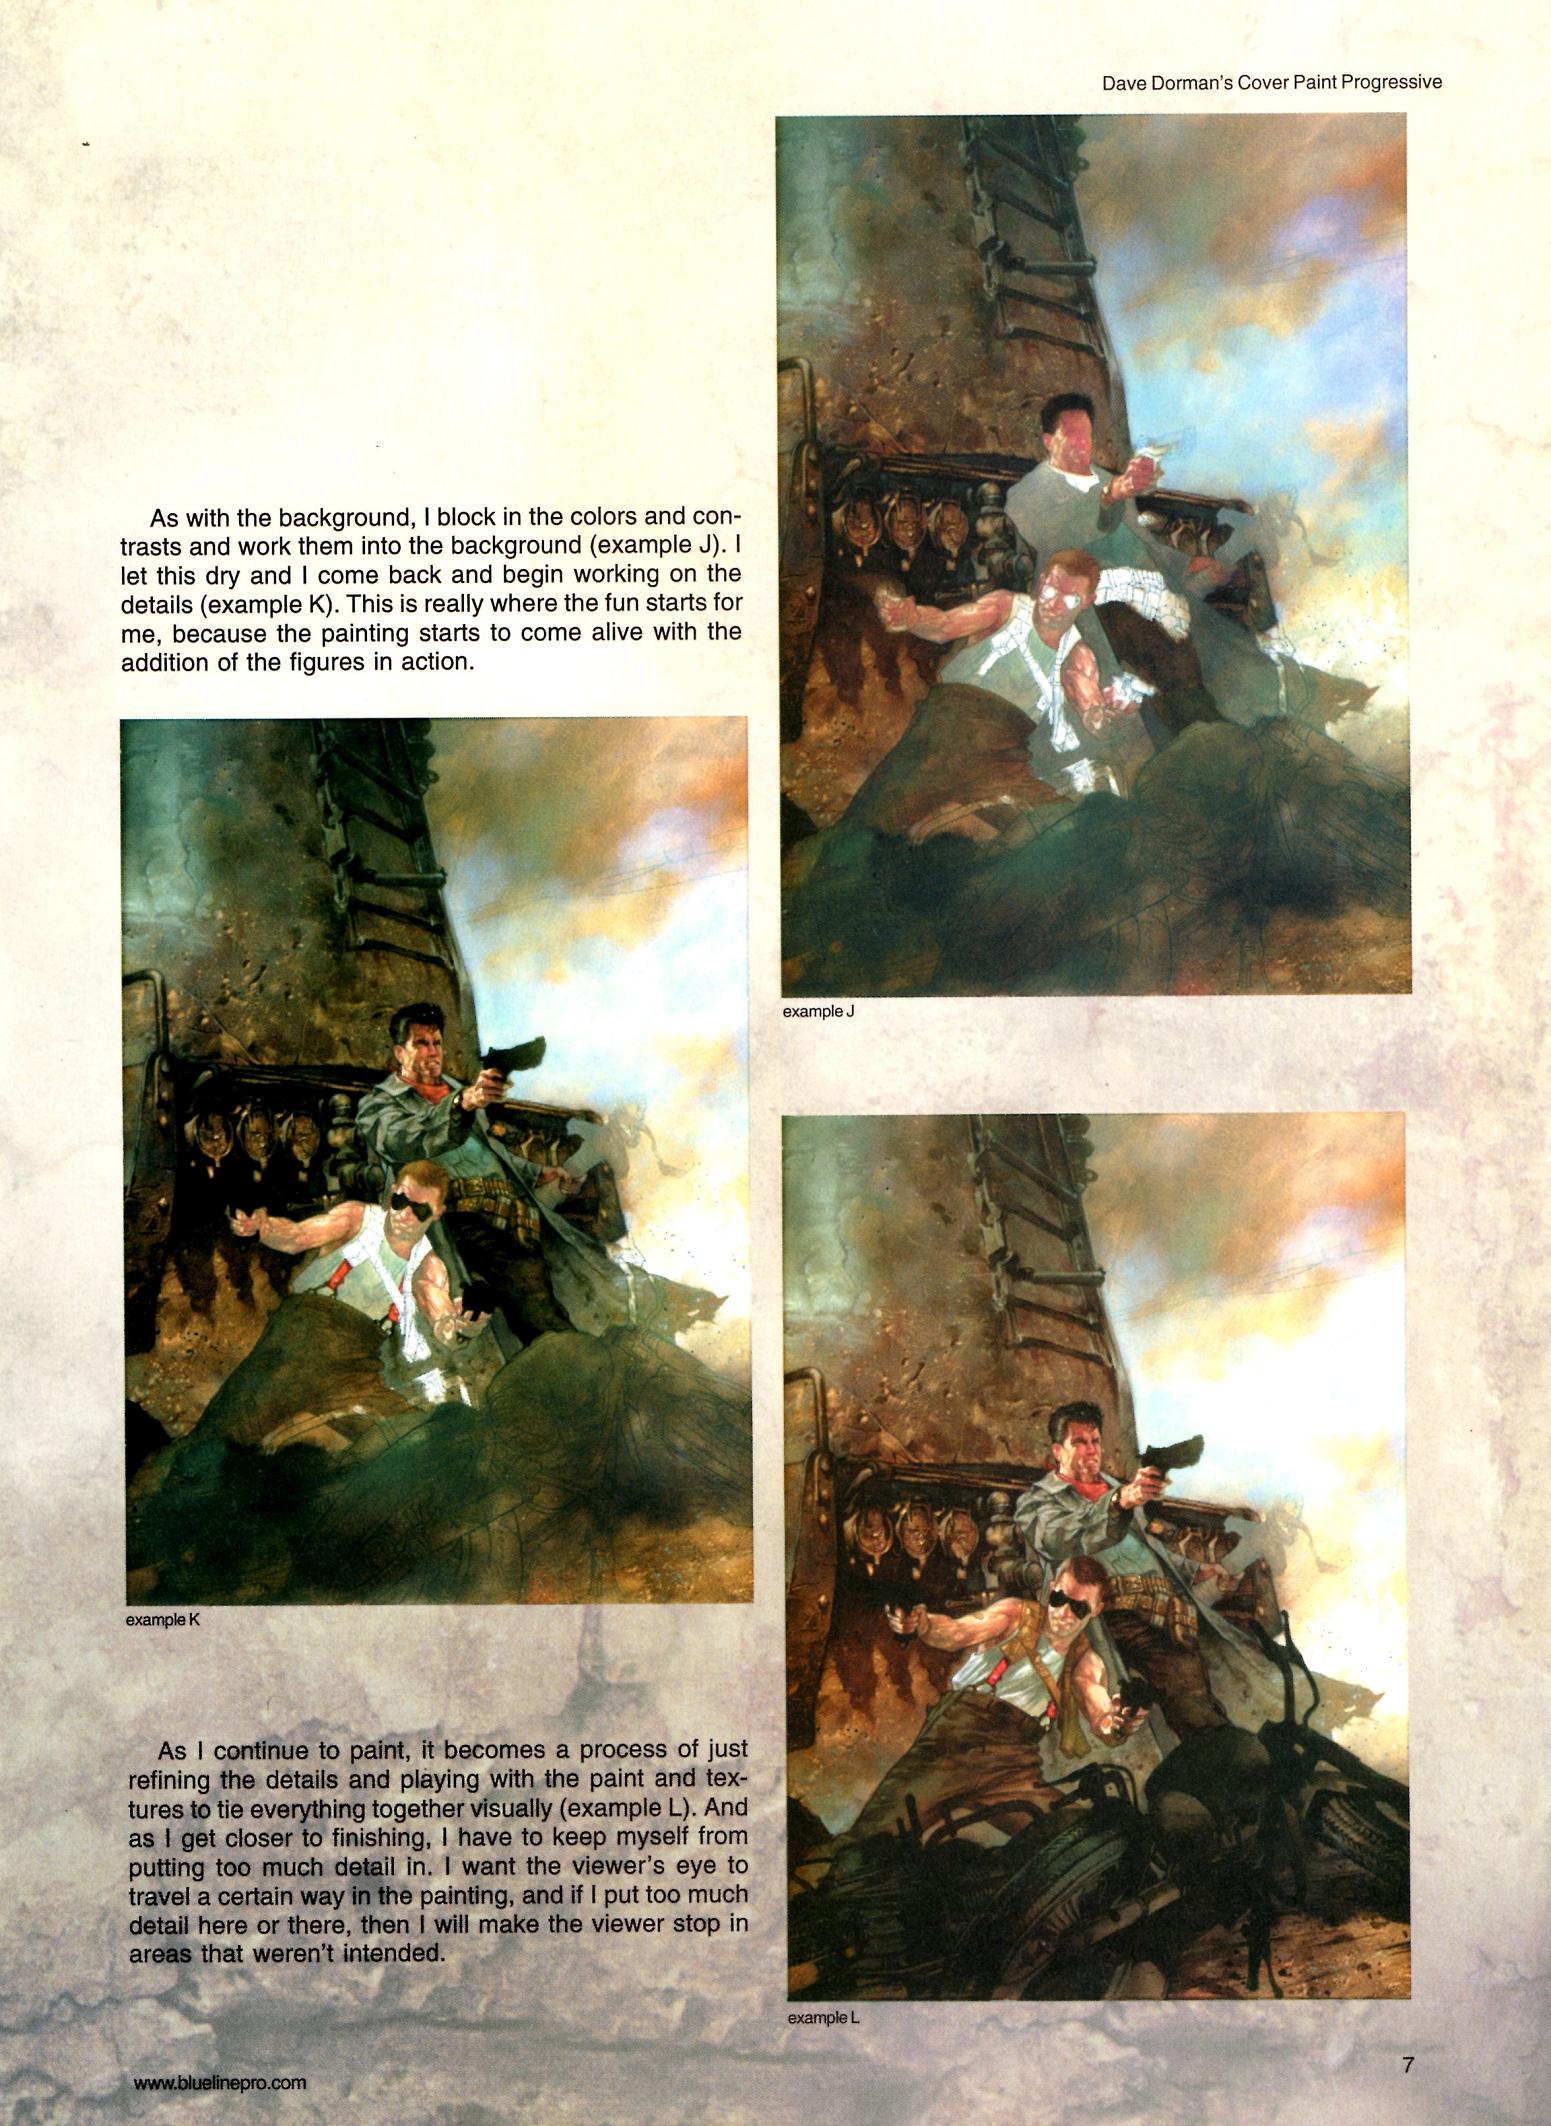 Dave Dorman's Cover Paint Progressive
As with the background, I block in the colors and con-
trasts and work them into the background (example J). I
let this dry and I come back and begin working on the
details (example K). This is really where the fun starts for
me, because the painting starts to come alive with the
addition of the figures in action.
example J
example K
As I continue to paint, it becomes a process of just
refining the details and playing with the paint and tex-
tures to tie everything together visually (example L). And
as I get closer to finishing, I have to keep myself from
putting too much detail in. I want the viewer's eye to
travel a certain way in the painting, and if I put too much
detail here or there, then I will make the viewer stop in
areas that weren't intended.
example L
www.bluelinepro.com
7